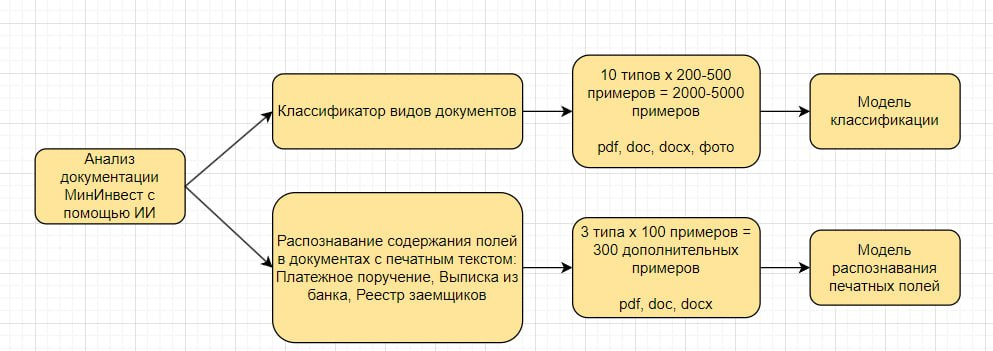 Анализ
документации
МинИнвест с
помощью ИИ
Классификатор видов документов
10 типов x 200-500
примеров = 2000-5000
примеров
pdf, doc, docx, фото
Модель
классификации
Распознавание содержания полей
в документах с печатным текстом:
Платежное поручение, Выписка из
банка, Реестр заемщиков
3 типа x 100 примеров =
300 дополнительных
примеров
pdf, doc, docx
Модель
распознавания
печатных полей